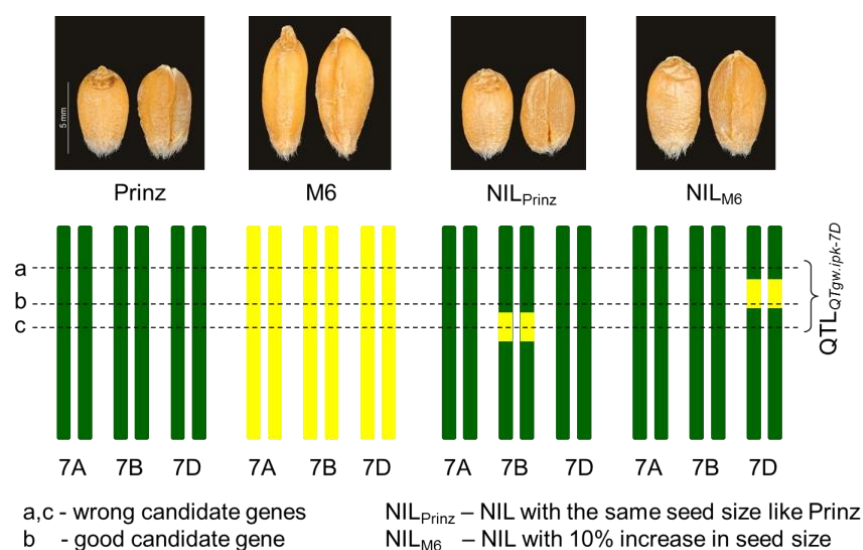 5 mm
Prinz M6 NILPrinz NILM6
a
b
c
QTLQTgw.ipk-7D
7A 7B 7D 7A 7B 7D 7A 7B 7D 7A 7B 7D
a,c - wrong candidate genes
b - good candidate gene
NILPrinz – NIL with the same seed size like Prinz
NILM6 – NIL with 10% increase in seed size